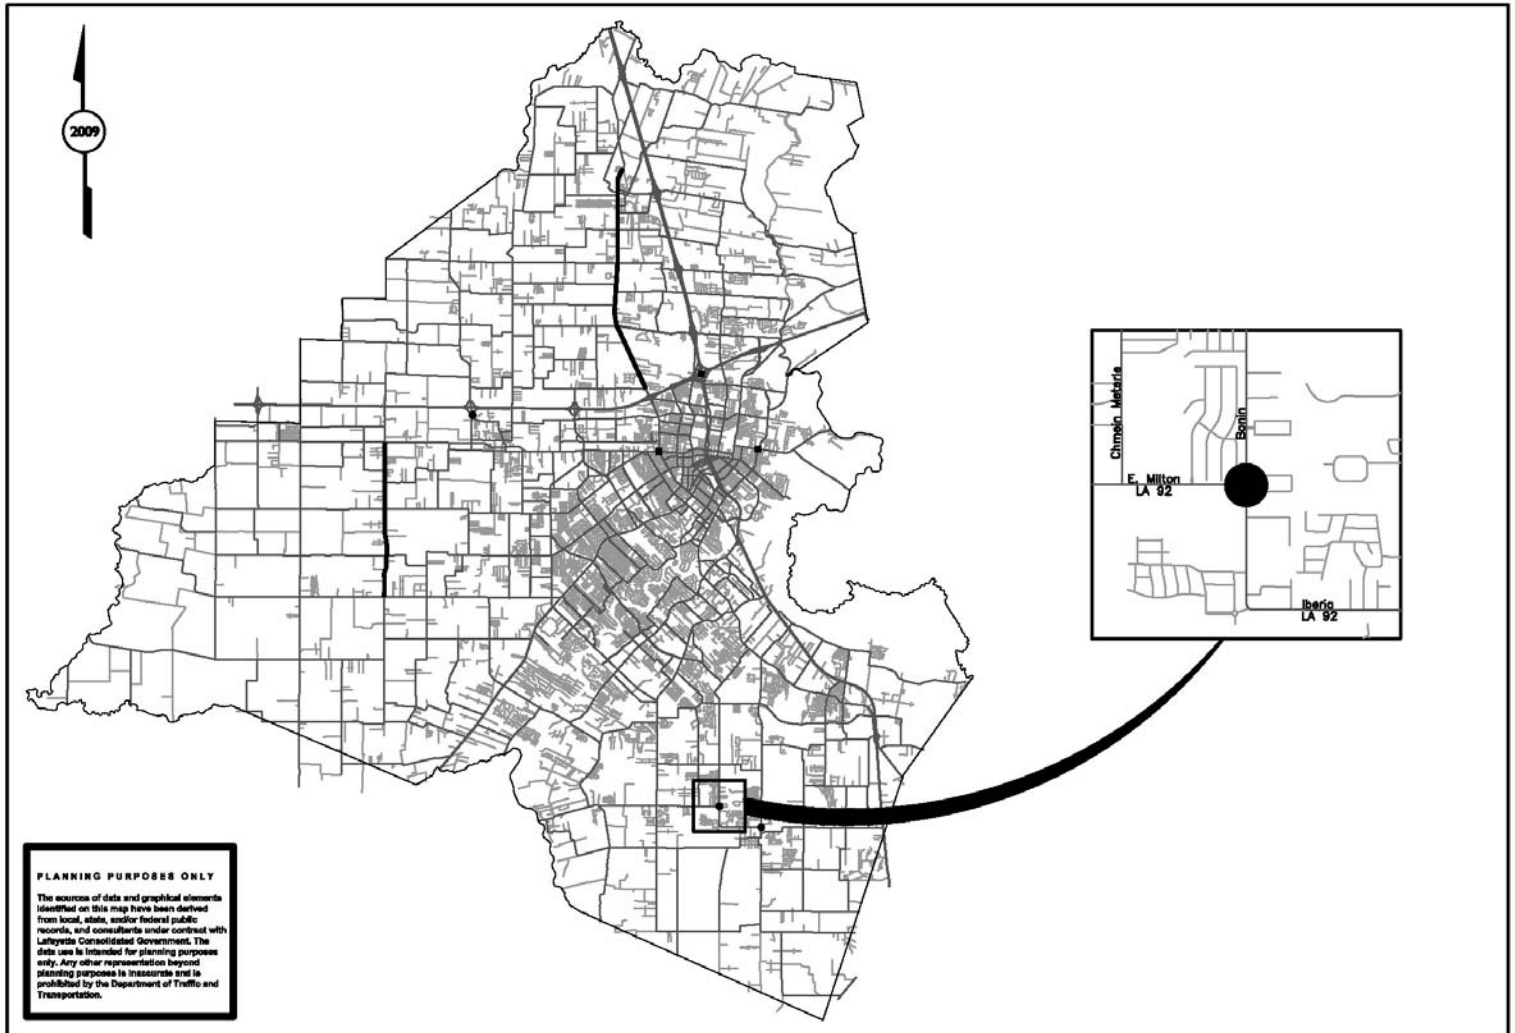 2009
Chmein Metarie
Bonin
E. Milton
LA 92
Iberia
LA 92
PLANNING PURPOSES ONLY
The sources of data and graphical elements
identified on this map have been derived
from local, state, and/or federal public
records, and consultants under contract with
Lafayette Consolidated Government. The
data use is intended for planning purposes
only. Any other representation beyond
planning purposes is inaccurate and is
prohibited by the Department of Traffic and
Transportation.